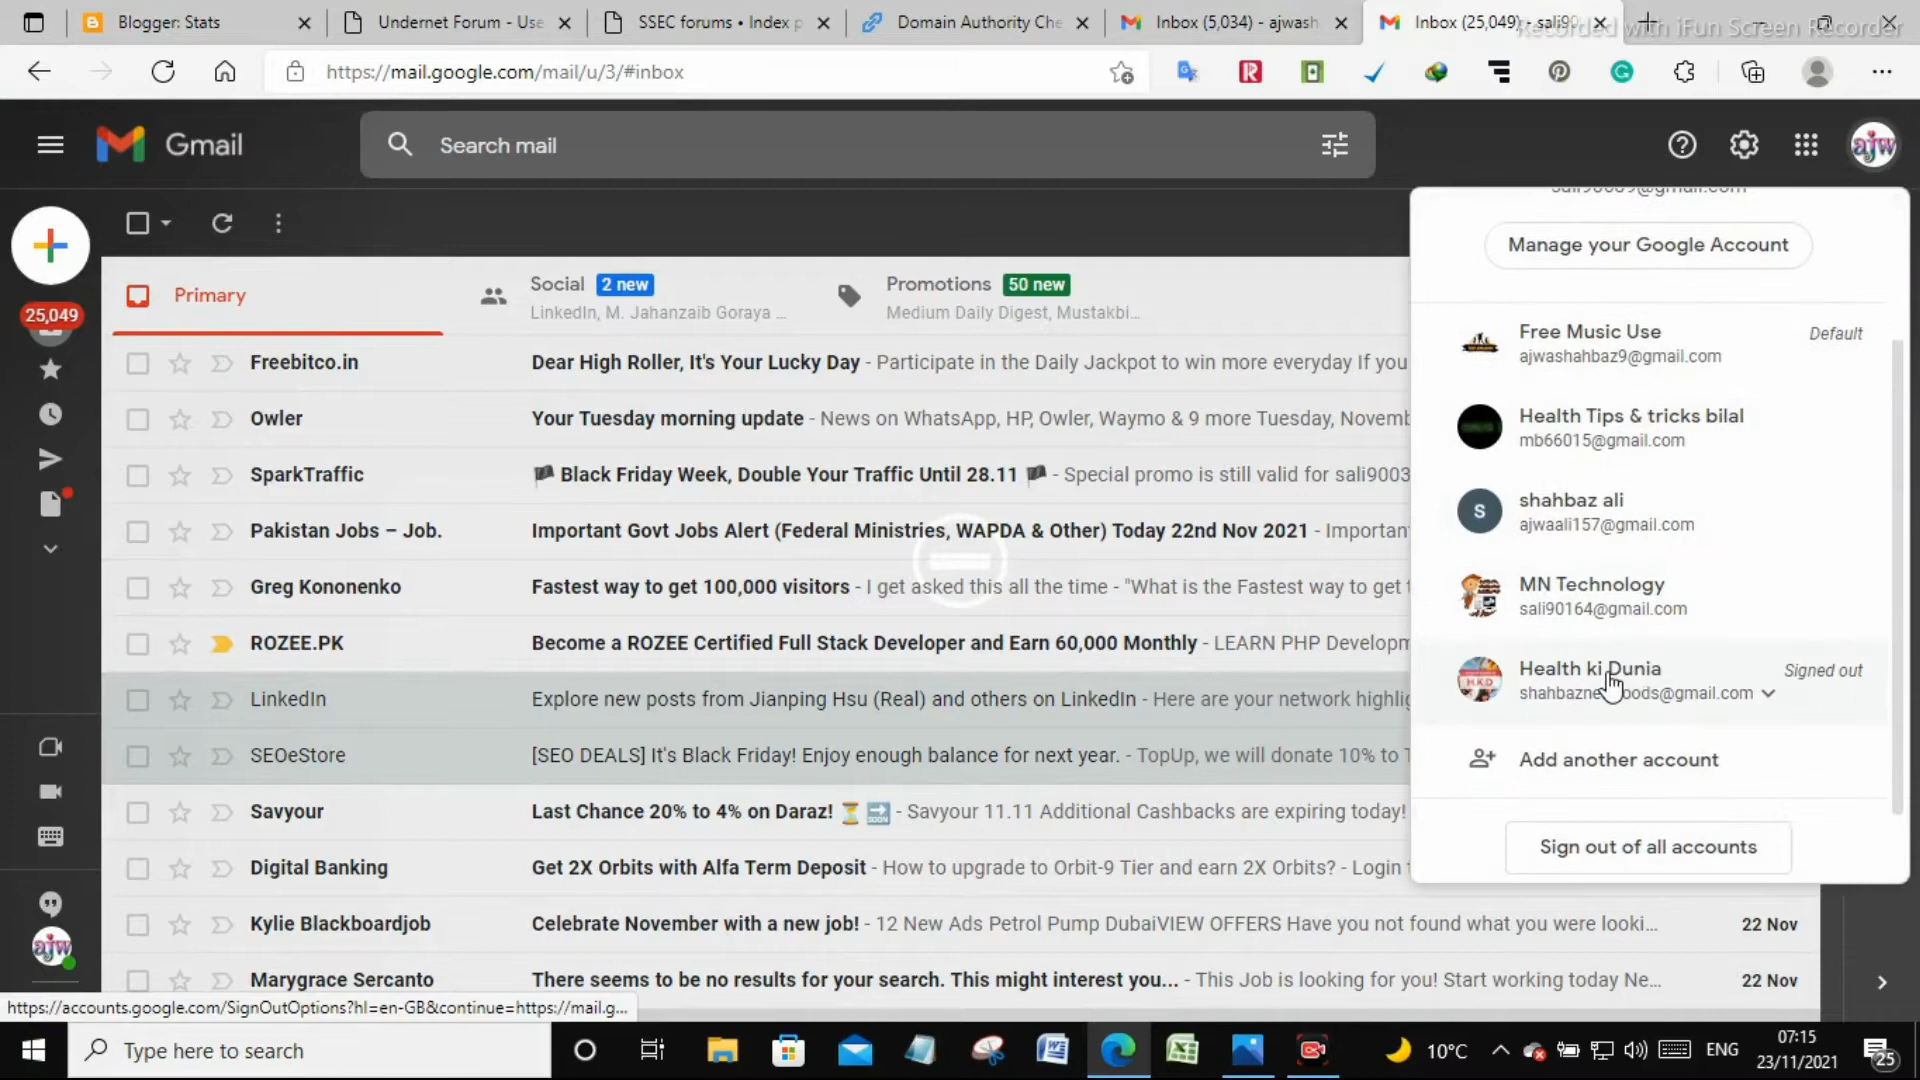 Blogger: Stats
Undernet Forum - Use
SSEC forums • Index p
Domain Authority Che
Inbox (5,034) - ajwash
Inbox (25,049) - sali90
Recorded with iFun Screen Recorder
https://mail.google.com/mail/u/3/#inbox
Gmail
Search mail
ajw
sali90009@gmail.com
Manage your Google Account
25,049
Primary
Social 2 new
LinkedIn, M. Jahanzaib Goraya ...
Promotions 50 new
Medium Daily Digest, Mustakbi...
Free Music Use
Default
ajwashahbaz9@gmail.com
Health Tips & tricks bilal
mb66015@gmail.com
S
shahbaz ali
ajwaali157@gmail.com
MN Technology
sali90164@gmail.com
HKD
Health ki Dunia
Signed out
Add another account
Sign out of all accounts
Freebitco.in Dear High Roller, It's Your Lucky Day - Participate in the Daily Jackpot to win more everyday If you
Owler Your Tuesday morning update - News on WhatsApp, HP, Owler, Waymo & 9 more Tuesday, Novemb
SparkTraffic 🏴 Black Friday Week, Double Your Traffic Until 28.11 🏴 - Special promo is still valid for sali9003
Pakistan Jobs – Job. Important Govt Jobs Alert (Federal Ministries, WAPDA & Other) Today 22nd Nov 2021 - Important
Greg Kononenko Fastest way to get 100,000 visitors - I get asked this all the time - "What is the Fastest way to get
ROZEE.PK Become a ROZEE Certified Full Stack Developer and Earn 60,000 Monthly - LEARN PHP Develop
LinkedIn Explore new posts from Jianping Hsu (Real) and others on LinkedIn - Here are your network highlig
SEOeStore [SEO DEALS] It's Black Friday! Enjoy enough balance for next year. - TopUp, we will donate 10% to
Savyour Last Chance 20% to 4% on Daraz! ⏳ 🔜 - Savyour 11.11 Additional Cashbacks are expiring today!
Digital Banking Get 2X Orbits with Alfa Term Deposit - How to upgrade to Orbit-9 Tier and earn 2X Orbits? - Login
Kylie Blackboardjob Celebrate November with a new job! - 12 New Ads Petrol Pump DubaiVIEW OFFERS Have you not found what you were looki... 22 Nov
Marygrace Sercanto There seems to be no results for your search. This might interest you... - This Job is looking for you! Start working today Ne... 22 Nov
ajw
https://accounts.google.com/SignOutOptions?hl=en-GB&continue=https://mail.g...
Type here to search
10°C
ENG
07:15
23/11/2021
25